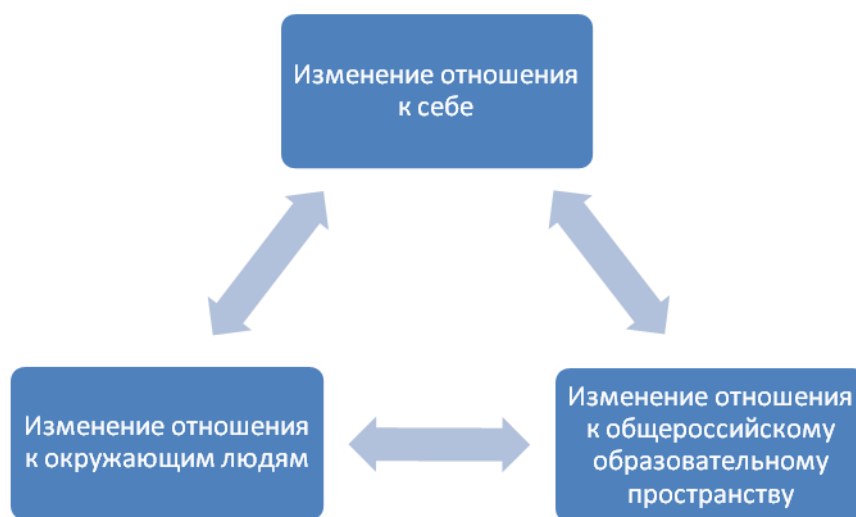 Изменение отношения
к себе
Изменение отношения
к окружающим людям
Изменение отношения
к общероссийскому
образовательному
пространству